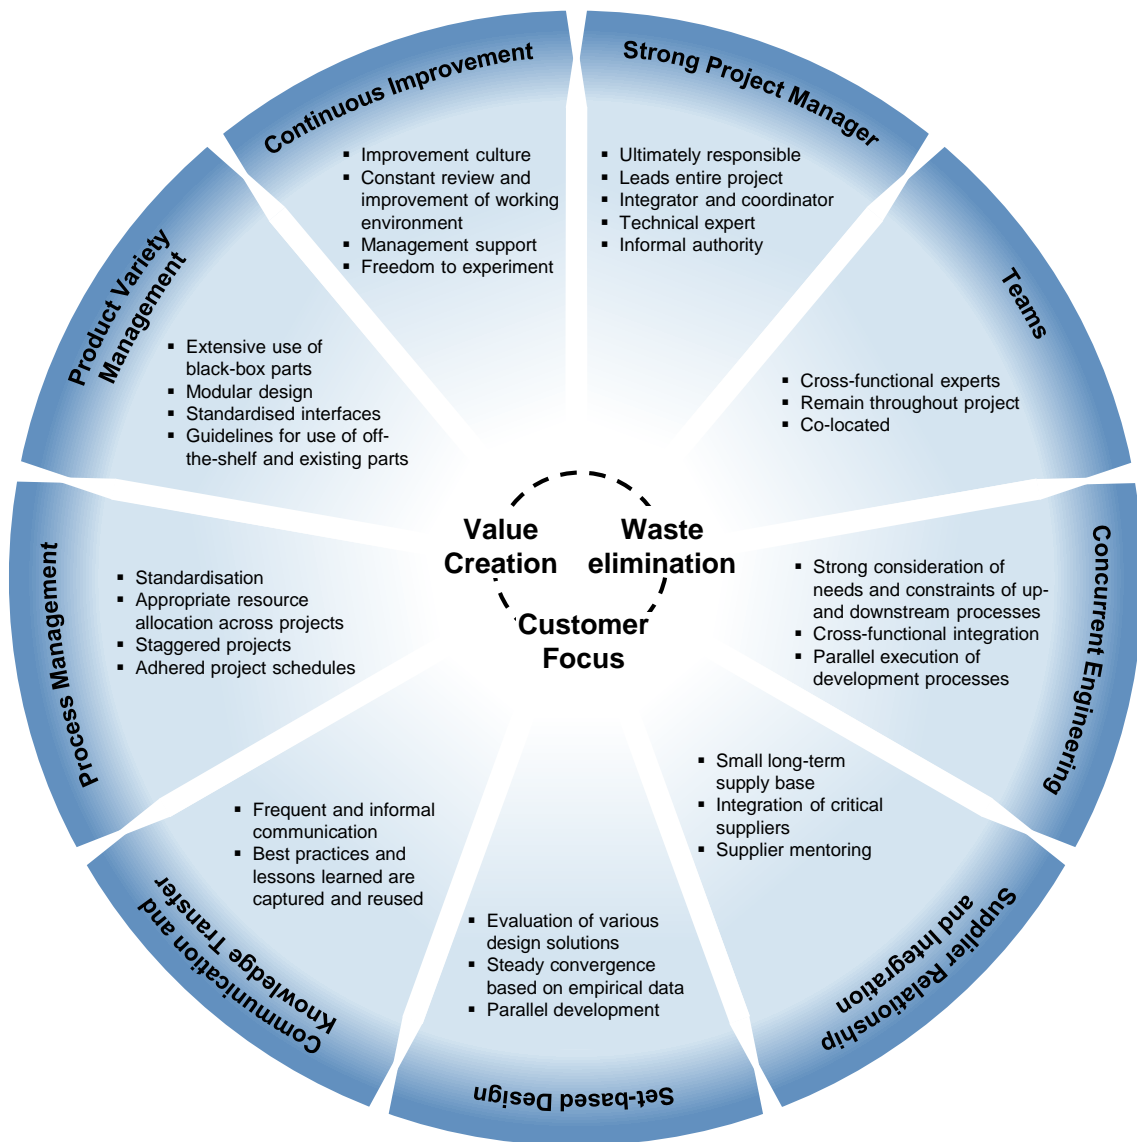 Strong Project Manager
▪ Ultimately responsible
▪ Leads entire project
▪ Integrator and coordinator
▪ Technical expert
▪ Informal authority
Teams
▪ Cross-functional experts
▪ Remain throughout project
▪ Co-located
Concurrent Engineering
▪ Strong consideration of
needs and constraints of up-
and downstream processes
▪ Cross-functional integration
▪ Parallel execution of
development processes
Supplier Relationship
and Integration
▪ Small long-term
supply base
▪ Integration of critical
suppliers
▪ Supplier mentoring
Set-based Design
▪ Evaluation of various
design solutions
▪ Steady convergence
based on empirical data
▪ Parallel development
Communication and
Knowledge Transfer
▪ Frequent and informal
communication
▪ Best practices and
lessons learned are
captured and reused
Process Management
▪ Standardisation
▪ Appropriate resource
allocation across projects
▪ Staggered projects
▪ Adhered project schedules
Product Variety
Management
▪ Extensive use of
black-box parts
▪ Modular design
▪ Standardised interfaces
▪ Guidelines for use of off-
the-shelf and existing parts
Continuous Improvement
▪ Improvement culture
▪ Constant review and
improvement of working
environment
▪ Management support
▪ Freedom to experiment
Value
Creation
Waste
elimination
Customer
Focus